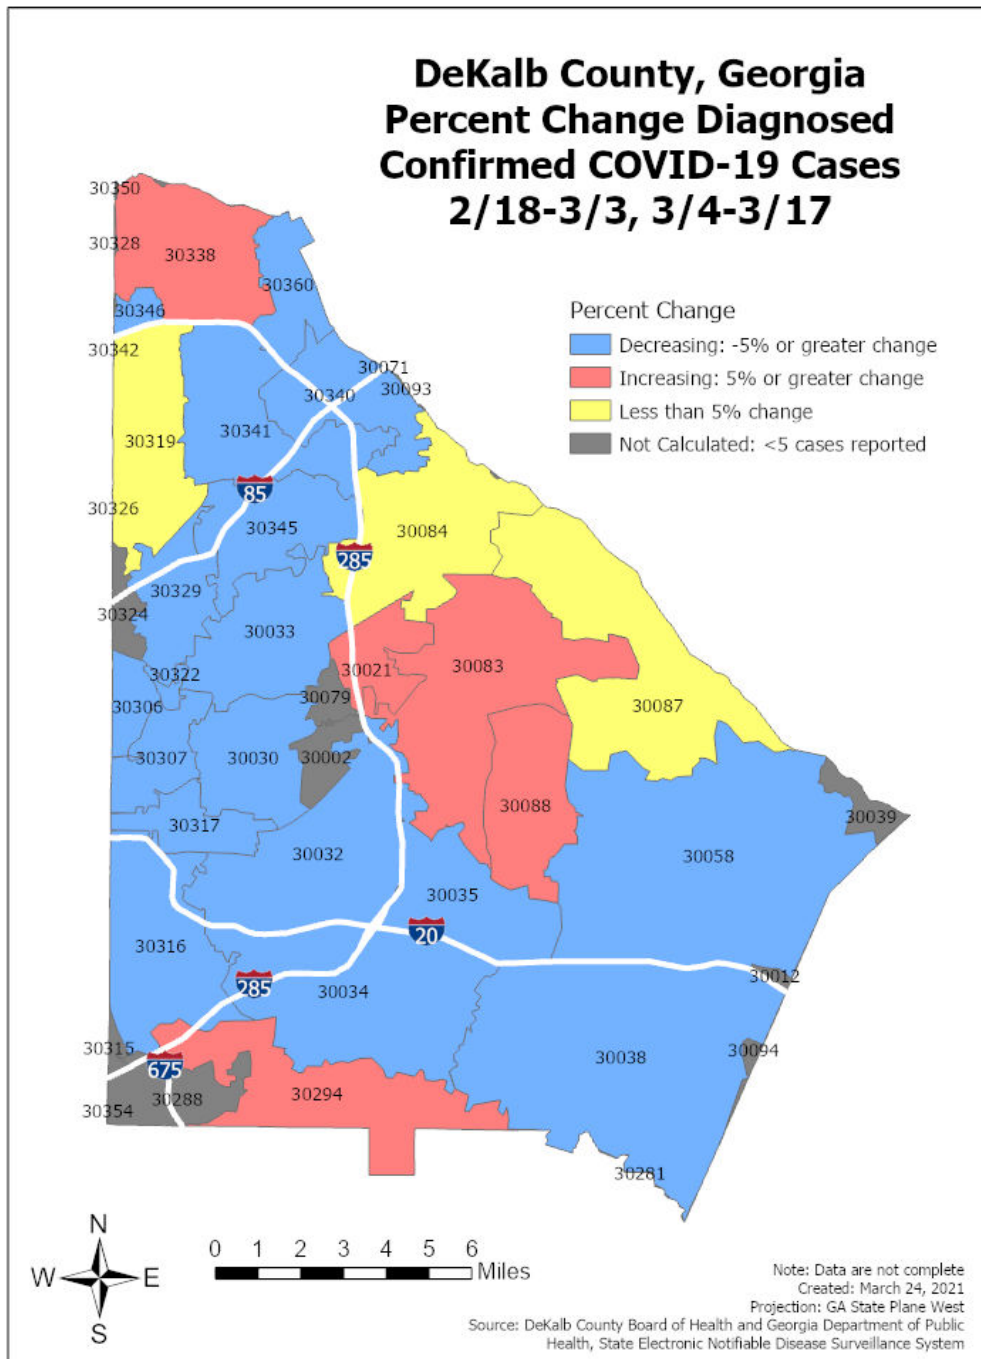 DeKalb County, Georgia
Percent Change Diagnosed
Confirmed COVID-19 Cases
2/18-3/3, 3/4-3/17
30350
30328
30338
30360
30346
30342
Percent Change
Decreasing: -5% or greater change
Increasing: 5% or greater change
Less than 5% change
Not Calculated: <5 cases reported
30071
30093
30340
30341
30319
85
30326
30345
30084
285
30329
30324
30033
30322
30021
30083
30079
30306
30087
30307
30030
30002
30317
30088
30039
30032
30058
30035
20
30316
30012
285
30034
30315
675
30038
30094
30288
30294
30354
30281
N
W
E
S
0 1 2 3 4 5 6
Miles
Note: Data are not complete
Created: March 24, 2021
Projection: GA State Plane West
Source: DeKalb County Board of Health and Georgia Department of Public
Health, State Electronic Notifiable Disease Surveillance System